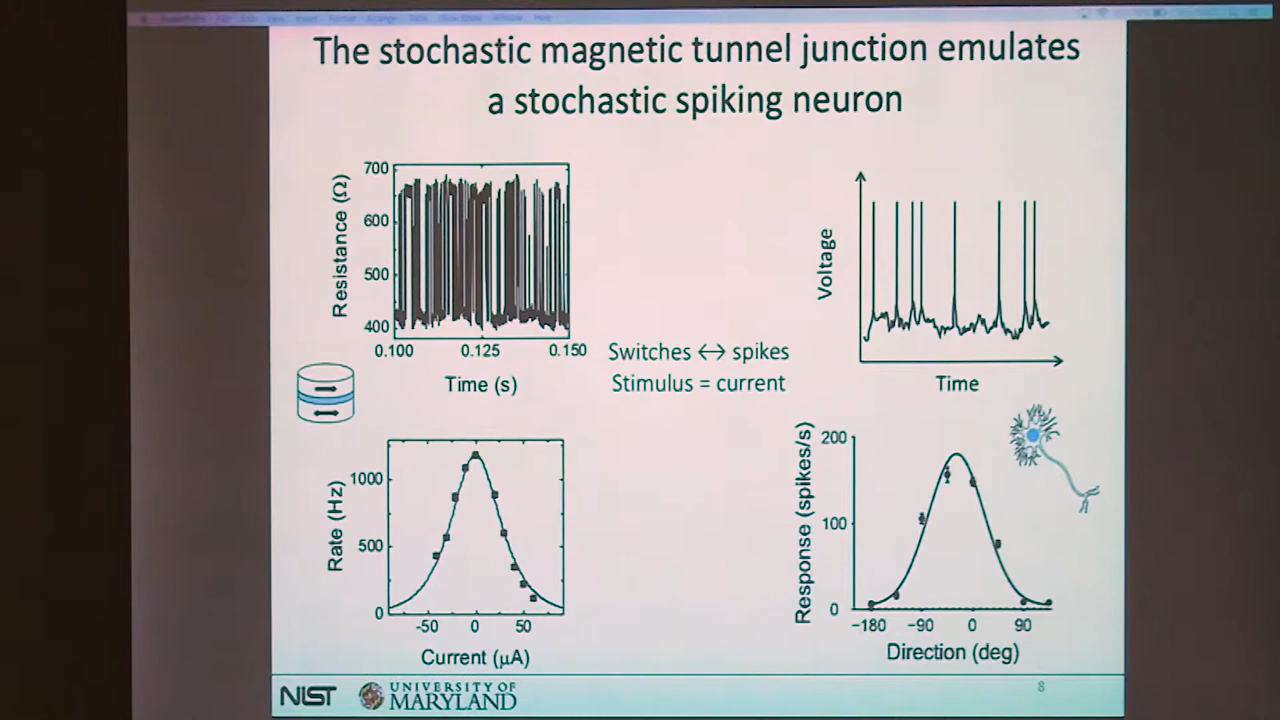 The stochastic magnetic tunnel junction emulates
a stochastic spiking neuron
Resistance (Ω)
700
600
500
400
0.100 0.125 0.150
Time (s)
Switches ↔ spikes
Stimulus = current
Voltage
Time
Rate (Hz)
1000
500
0
-50 0 50
Current (μA)
Response (spikes/s)
200
100
0
−180 −90 0 90
Direction (deg)
NIST
UNIVERSITY OF
MARYLAND
8